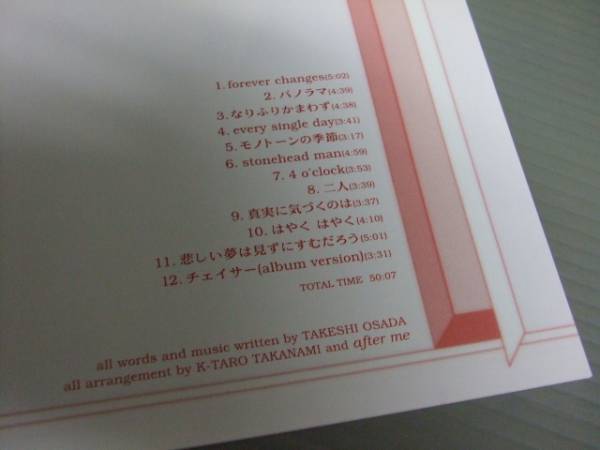 1. forever changes(5:02)
2. パノラマ(4:39)
3. なりふりかまわず(4:38)
4. every single day(3:41)
5. モノトーンの季節(3:17)
6. stonehead man(4:59)
7. 4 o'clock(3:53)
8. 二人(3:39)
9. 真実に気づくのは(3:37)
10. はやく はやく(4:10)
11. 悲しい夢は見ずにすむだろう(5:01)
12. チェイサー(album version)(3:31)
TOTAL TIME 50:07
all words and music written by TAKESHI OSADA
all arrangement by K-TARO TAKANAMI and after me